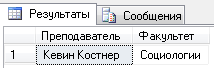 Результаты Сообщения
Преподаватель Факультет
1 Кевин Костнер Социологии